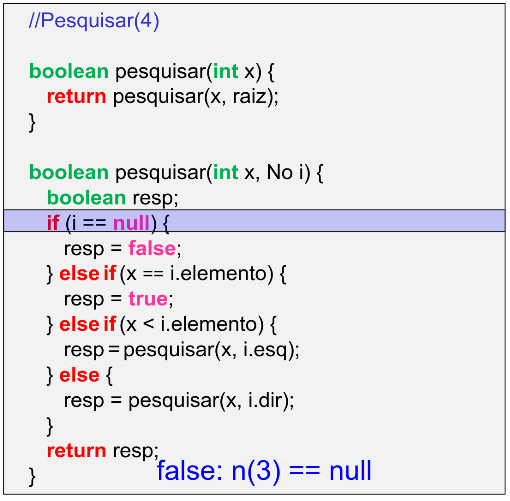 //Pesquisar(4)
boolean pesquisar(int x) {
return pesquisar(x, raiz);
}
boolean pesquisar(int x, No i) {
boolean resp;
if (i == null) {
resp = false;
} else if (x == i.elemento) {
resp = true;
} else if (x < i.elemento) {
resp = pesquisar(x, i.esq);
} else {
resp = pesquisar(x, i.dir);
}
return resp;
}
false: n(3) == null